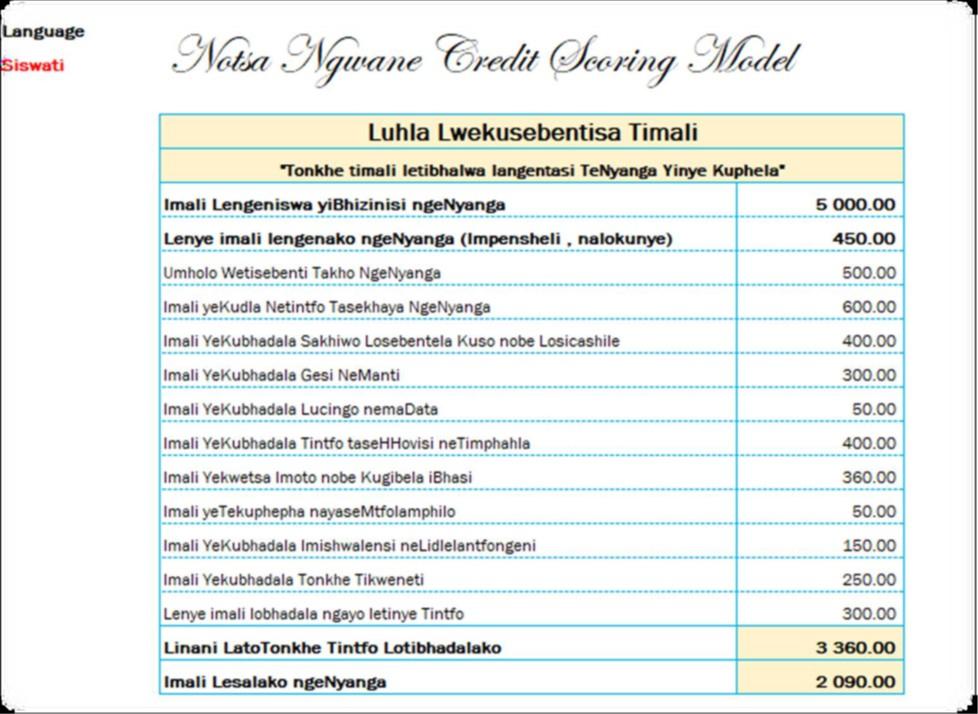 Language
Siswati
Notsa Ngwane Credit Scoring Model
Luhla Lwekusebentisa Timali
"Tonkhe timali letibhalwa langentasi TeNyanga Yinye Kuphela"
Imali Lengeniswa yiBhizinisi ngeNyanga 5 000.00
Lenye imali lengenako ngeNyanga (Impensheli , nalokunye) 450.00
Umholo Wetisebenti Takho NgeNyanga 500.00
Imali yeKudla Netintfo Tasekhaya NgeNyanga 600.00
Imali YeKubhadala Sakhiwo Losebentela Kuso nobe Losicashile 400.00
Imali YeKubhadala Gesi NeManti 300.00
Imali YeKubhadala Lucingo nemaData 50.00
Imali YeKubhadala Tintfo taseHHovisi neTimphahla 400.00
Imali Yekwetsa Imoto nobe Kugibela iBhasi 360.00
Imali yeTekuphepha nayaseMtfolamphilo 50.00
Imali YeKubhadala Imishwalensi neLidlelantfongeni 150.00
Imali Yekubhadala Tonkhe Tikweneti 250.00
Lenye imali lobhadala ngayo letinye Tintfo 300.00
Linani LatoTonkhe Tintfo Lotibhadalako 3 360.00
Imali Lesalako ngeNyanga 2 090.00